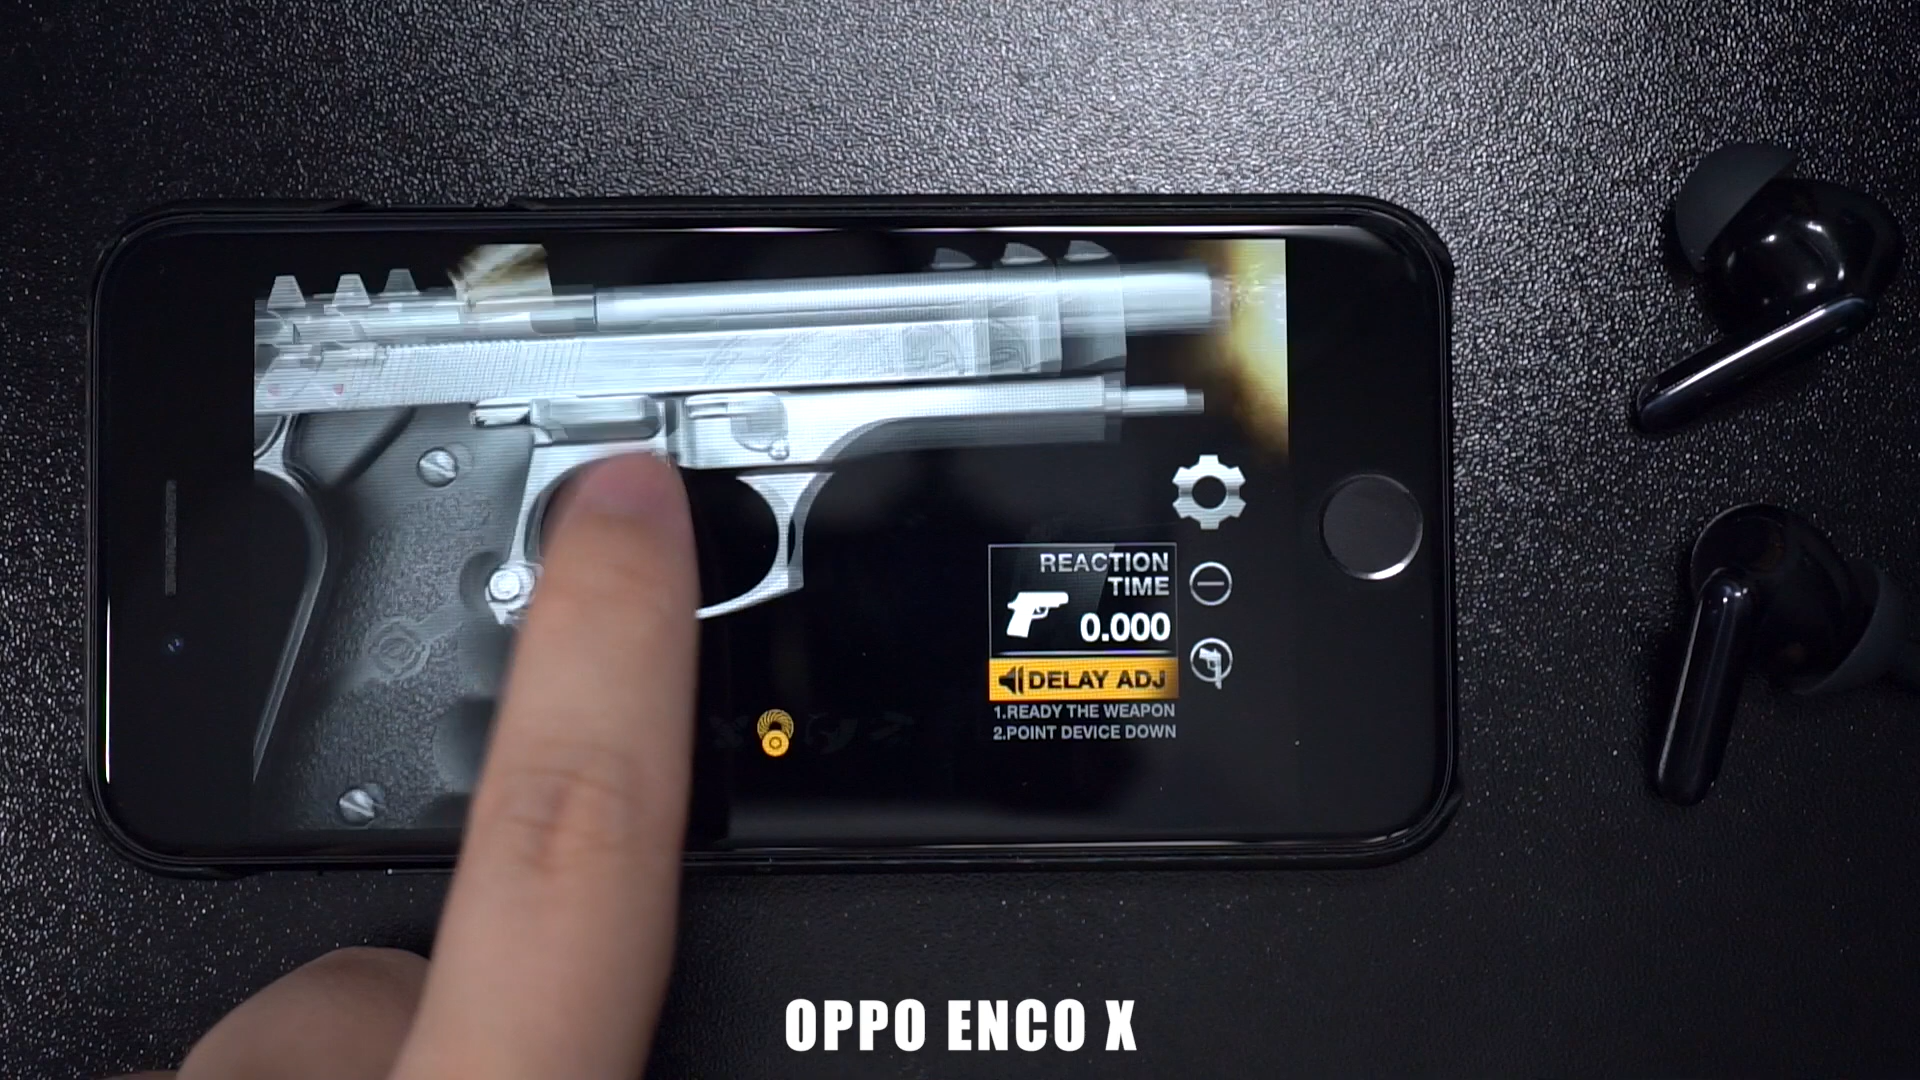 REACTION
TIME
0.000
DELAY ADJ
1.READY THE WEAPON
2.POINT DEVICE DOWN
OPPO ENCO X